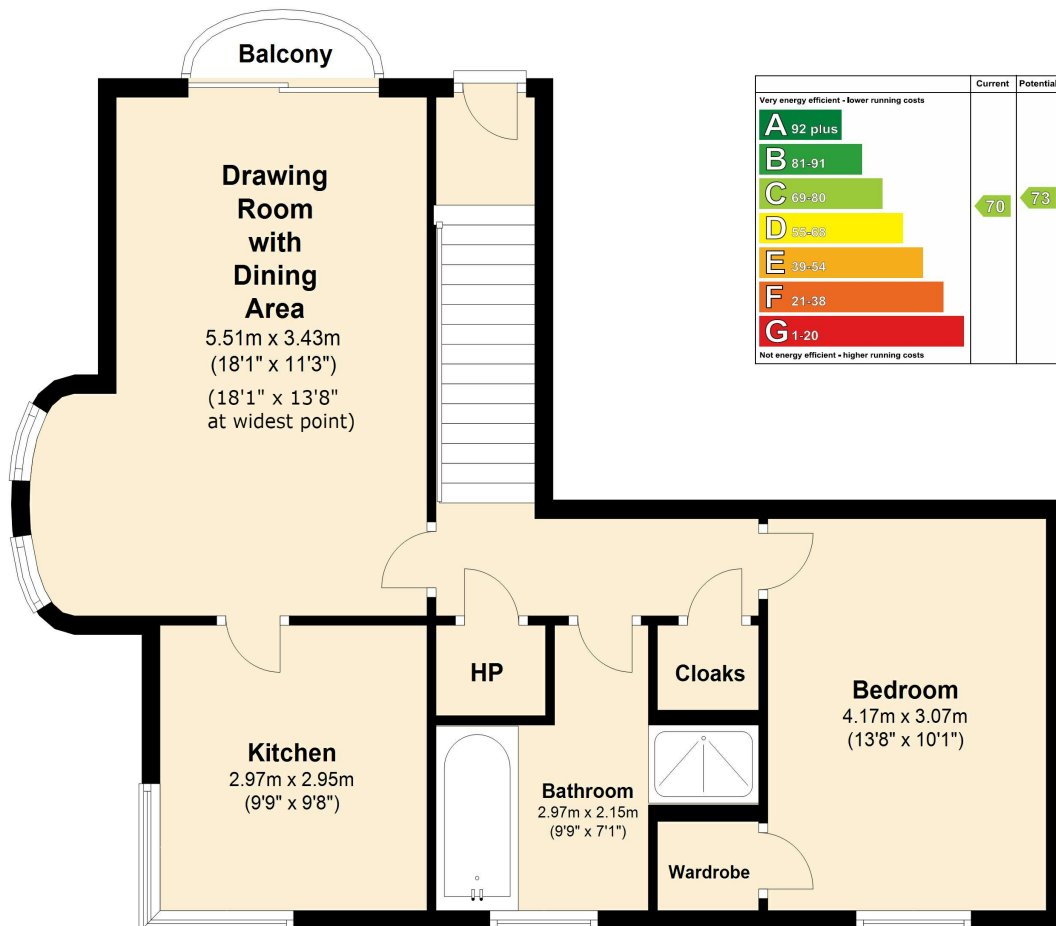 Balcony
Drawing
Room
with
Dining
Area
5.51m x 3.43m
(18'1" x 11'3")
(18'1" x 13'8"
at widest point)
Current Potential
Very energy efficient - lower running costs
A 92 plus
B 81-91
C 69-80
D 55-68
E 39-54
F 21-38
G 1-20
70
73
Not energy efficient - higher running costs
HP
Cloaks
Bedroom
4.17m x 3.07m
(13'8" x 10'1")
Kitchen
2.97m x 2.95m
(9'9" x 9'8")
Bathroom
2.97m x 2.15m
(9'9" x 7'1")
Wardrobe